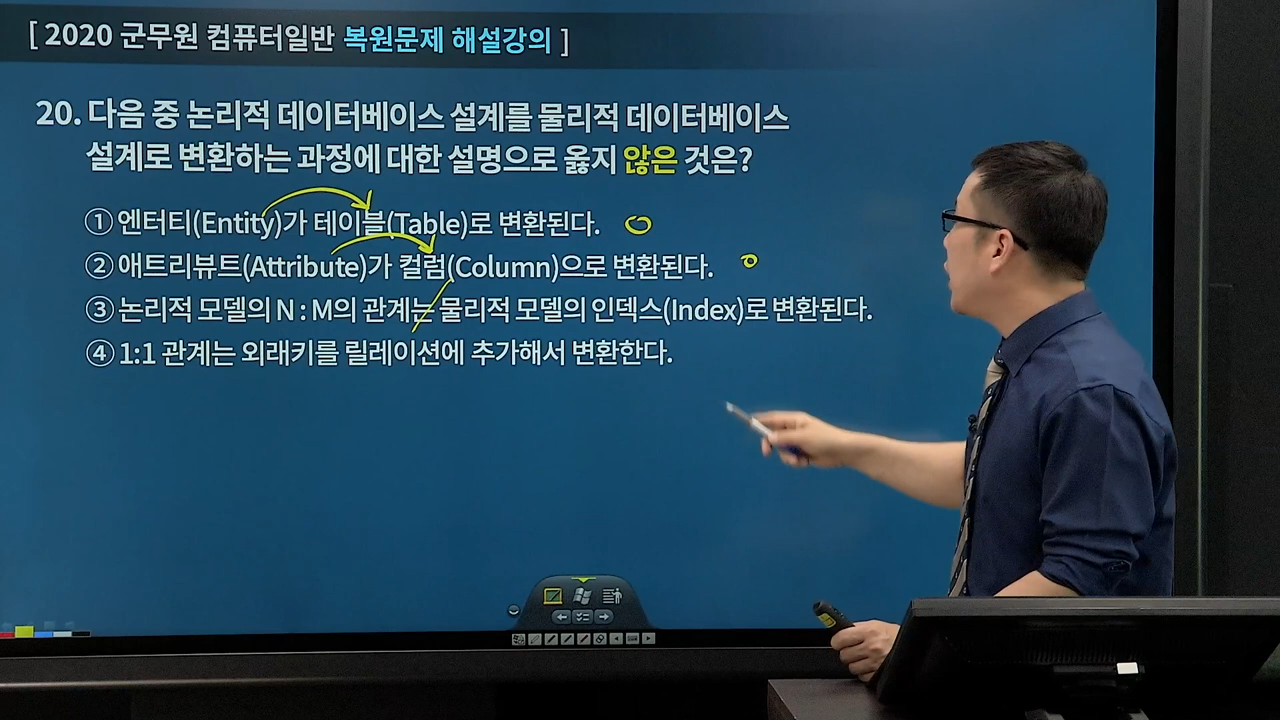 [ 2020 군무원 컴퓨터일반 복원문제 해설강의 ]
20. 다음 중 논리적 데이터베이스 설계를 물리적 데이터베이스
설계로 변환하는 과정에 대한 설명으로 옳지 않은 것은?
① 엔터티(Entity)가 테이블(Table)로 변환된다.
② 애트리뷰트(Attribute)가 컬럼(Column)으로 변환된다.
③ 논리적 모델의 N : M의 관계는 물리적 모델의 인덱스(Index)로 변환된다.
④ 1:1 관계는 외래키를 릴레이션에 추가해서 변환한다.